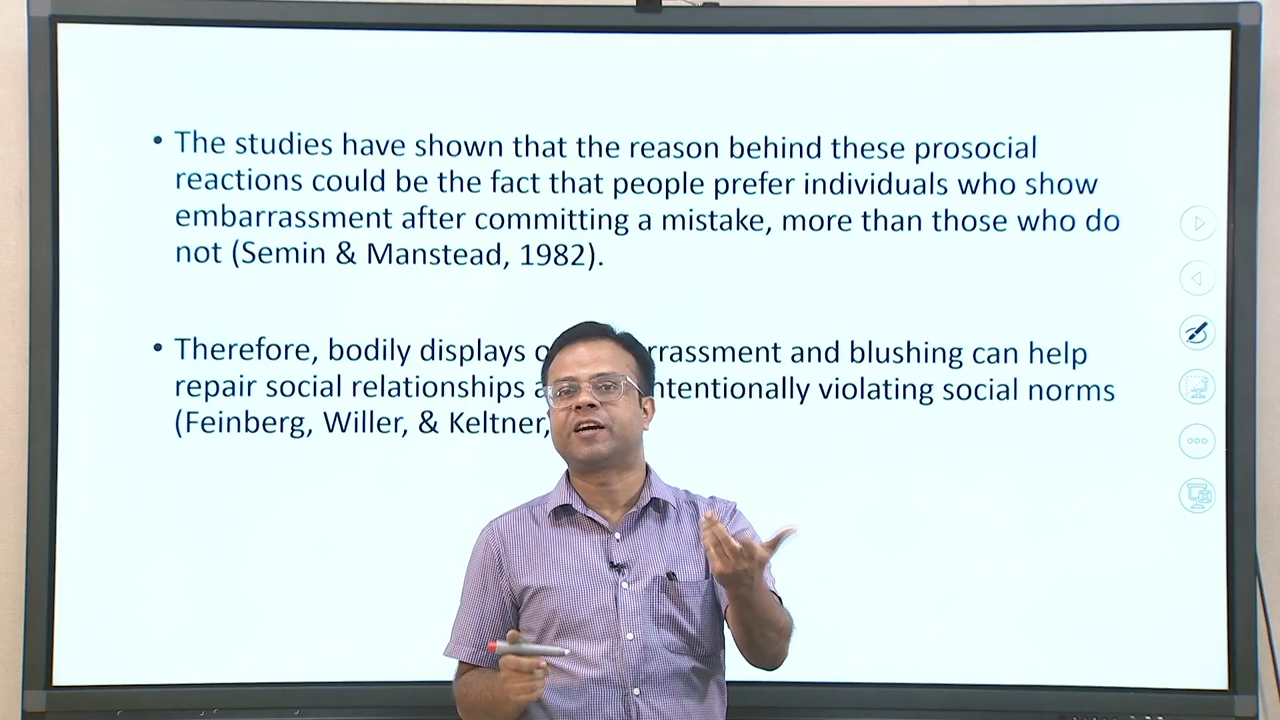 • The studies have shown that the reason behind these prosocial
reactions could be the fact that people prefer individuals who show
embarrassment after committing a mistake, more than those who do
not (Semin & Manstead, 1982).
• Therefore, bodily displays and blushing can help
repair social relationships violating social norms
(Feinberg, Willer, & Keltner,